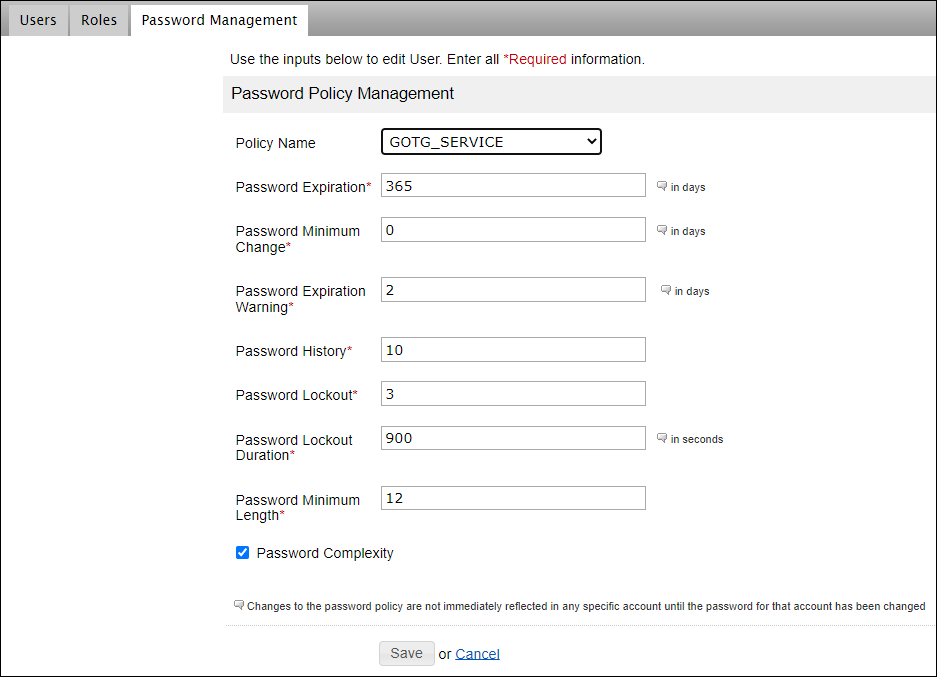 Users Roles Password Management
Use the inputs below to edit User. Enter all *Required information.
Password Policy Management
Policy Name GOTG_SERVICE
Password Expiration* 365 in days
Password Minimum
Change* 0 in days
Password Expiration
Warning* 2 in days
Password History* 10
Password Lockout* 3
Password Lockout
Duration* 900 in seconds
Password Minimum
Length* 12
Password Complexity
Changes to the password policy are not immediately reflected in any specific account until the password for that account has been changed
Save or Cancel